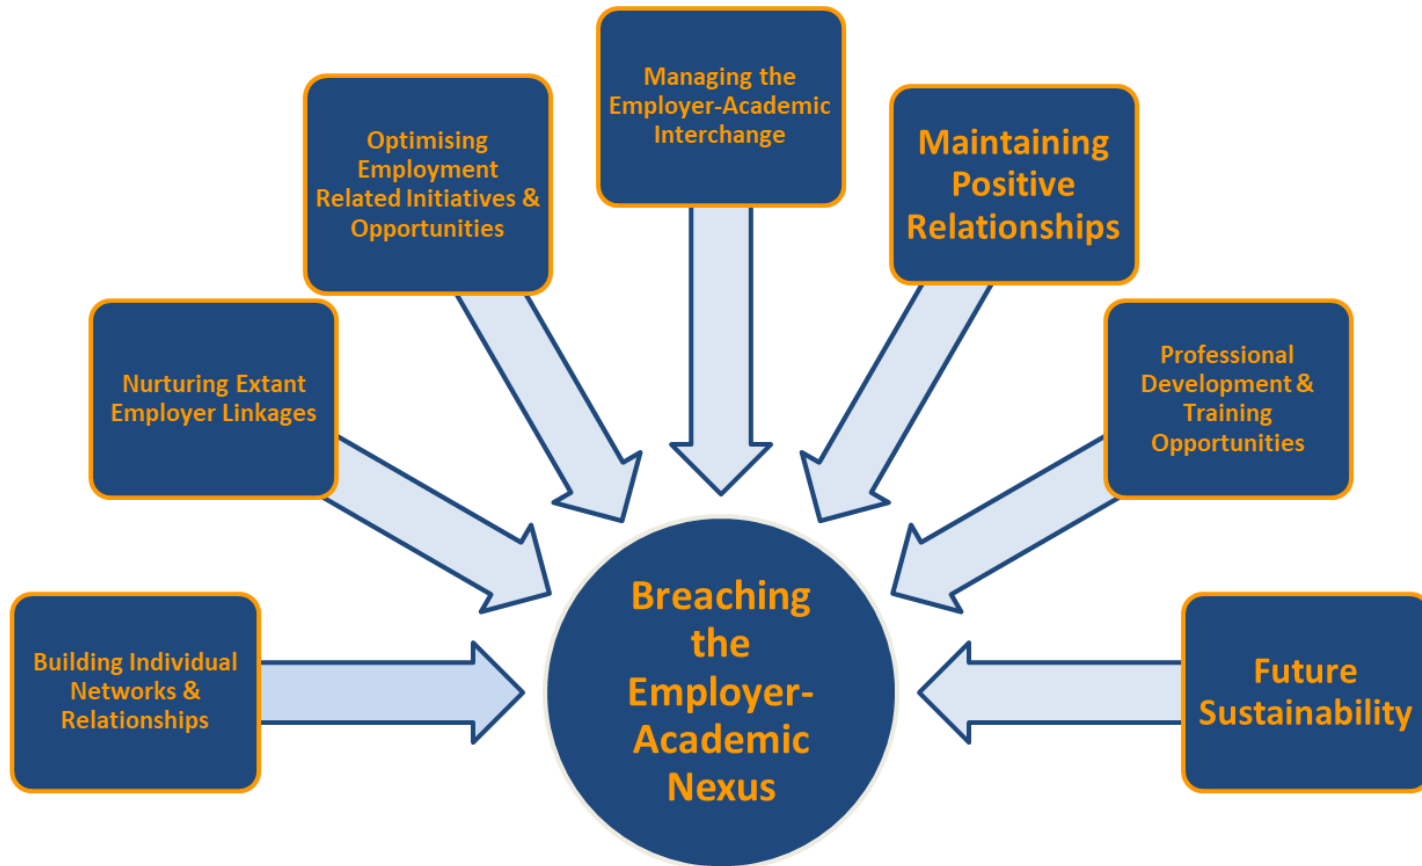 Managing the
Employer-Academic
Interchange
Optimising
Employment
Related Initiatives &
Opportunities
Maintaining
Positive
Relationships
Nurturing Extant
Employer Linkages
Professional
Development &
Training
Opportunities
Building Individual
Networks &
Relationships
Breaching
the
Employer-
Academic
Nexus
Future
Sustainability